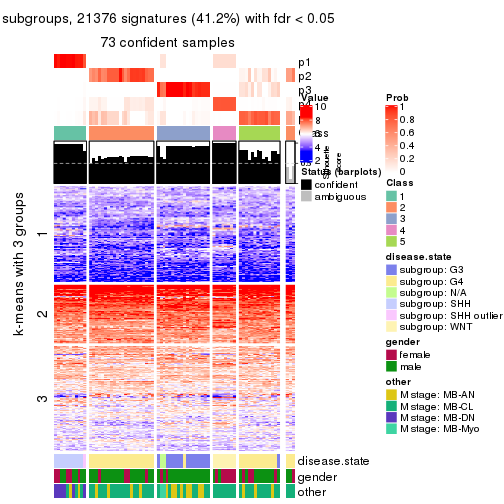 subgroups, 21376 signatures (41.2%) with fdr < 0.05
73 confident samples
p1
p2
p3
Value
10
8
6
4
2
Status (barplots)
confident
ambiguous
Silhouette
score
Prob
1
0.8
0.6
0.4
0.2
0
Class
1
2
3
4
5
disease.state
subgroup: G3
subgroup: G4
subgroup: N/A
subgroup: SHH
subgroup: SHH outlier
subgroup: WNT
gender
female
male
other
M stage: MB-AN
M stage: MB-CL
M stage: MB-DN
M stage: MB-Myo
k-means with 3 groups
1
2
3
disease.state
gender
other